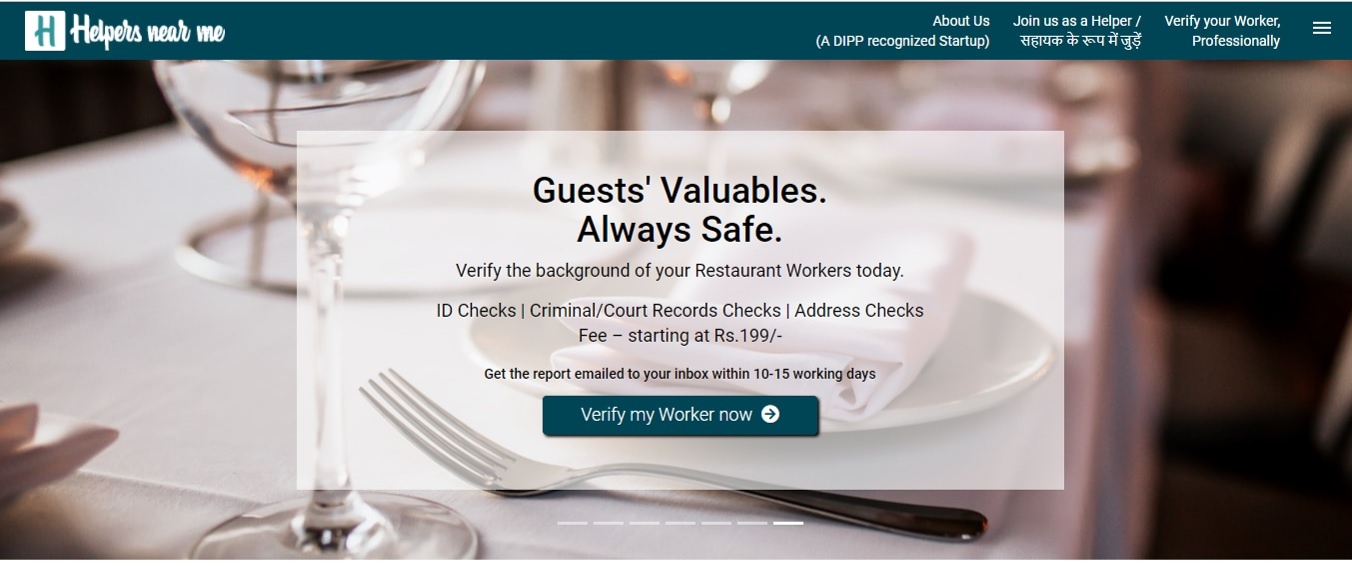 H Helpers near me
About Us
(A DIPP recognized Startup)
Join us as a Helper /
सहायक के रूप में जुड़ें
Verify your Worker,
Professionally
Guests' Valuables.
Always Safe.
Verify the background of your Restaurant Workers today.
ID Checks | Criminal/Court Records Checks | Address Checks
Fee – starting at Rs.199/-
Get the report emailed to your inbox within 10-15 working days
Verify my Worker now